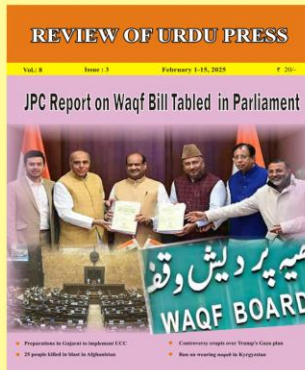 REVIEW OF URDU PRESS
Vol.: 8 Issue : 3 February 1-15, 2025 ₹ 20/-
JPC Report on Waqf Bill Tabled in Parliament
پردیش وقف
WAQF BOARD
Preparations in Gujarat to implement UCC
Controversy erupts over Trump's Gaza plan
25 people killed in blast in Afghanistan
Ban on wearing naqab in Kyrgyzstan